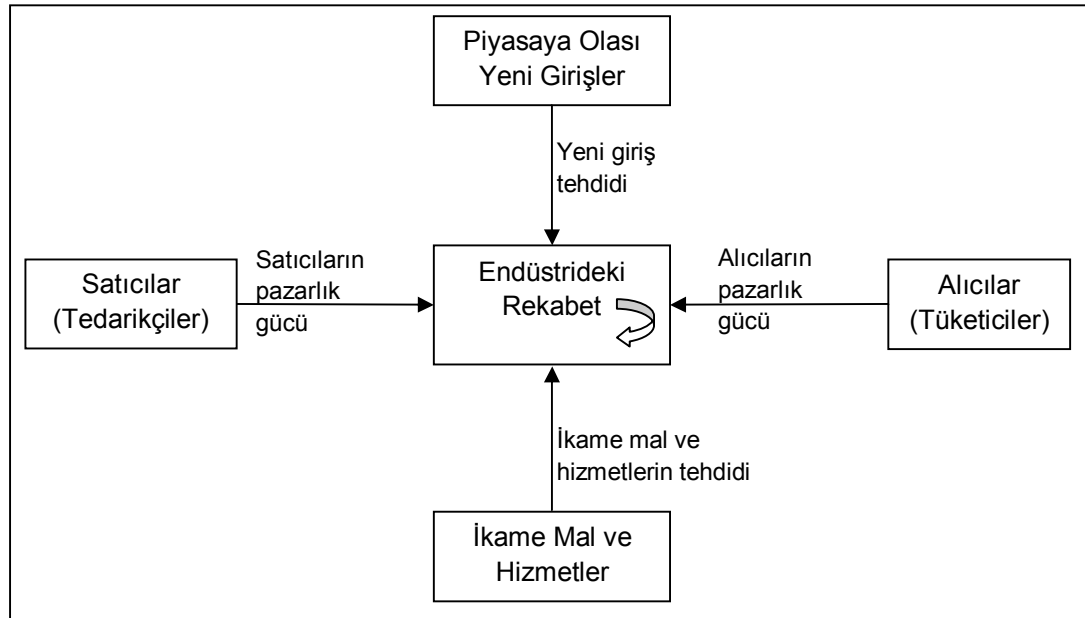 Piyasaya Olası
Yeni Girişler
Yeni giriş
tehdidi
Satıcılar
(Tedarikçiler)
Satıcıların
pazarlık
gücü
Endüstrideki
Rekabet
Alıcıların
pazarlık
gücü
Alıcılar
(Tüketiciler)
İkame mal ve
hizmetlerin tehdidi
İkame Mal ve
Hizmetler